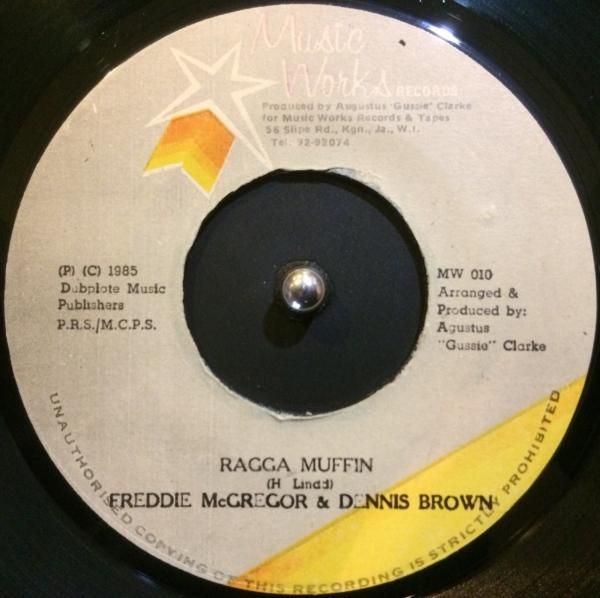 Music
Works RECORDS
Produced by Augustus 'Gussie' Clarke
for Music Works Records & Tapes
56 Slipe Rd., Kgn., Ja., W.I.
Tel: 92-92074
(P) (C) 1985
Dubplote Music
Publishers
P.R.S./M.C.P.S.
MW 010
Arranged &
Produced by:
Agustus
"Gussie" Clarke
RAGGA MUFFIN
(H
FREDDIE McGREGOR & DENNIS BROWN
UNAUTHORISED COPYING OF THIS RECORDING IS STRICTLY PROHIBITED